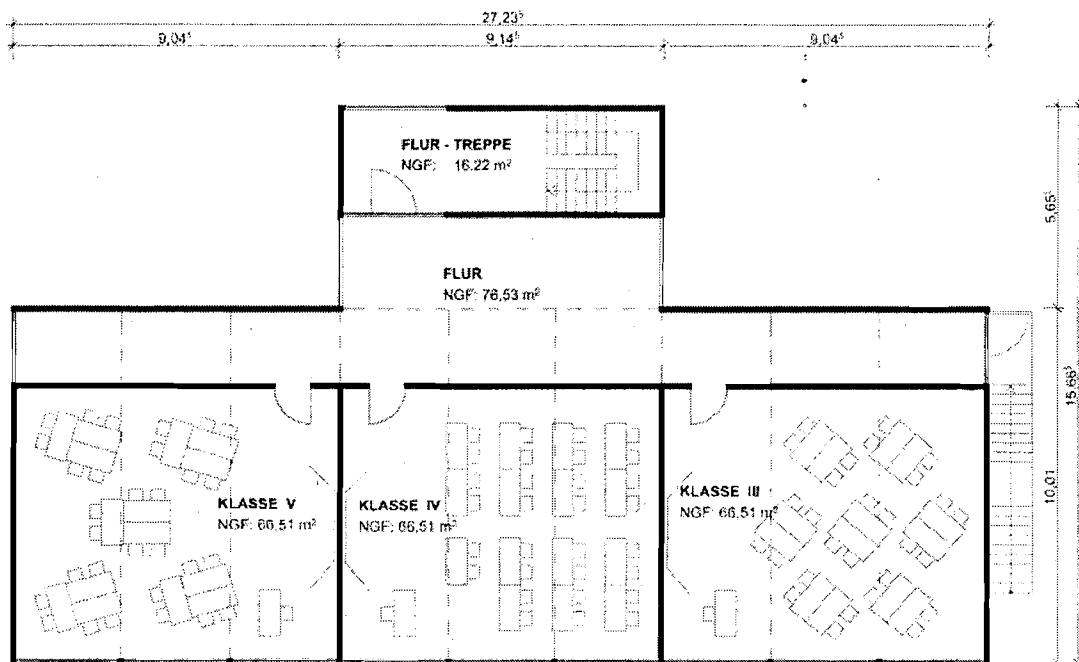 27,23⁵
9,04⁵ 9,14⁵ 9,04⁵
FLUR - TREPPE
NGF: 16,22 m²
5,65⁵
FLUR
NGF: 76,53 m²
15,66⁵
10,01
KLASSE V
NGF: 66,51 m²
KLASSE IV
NGF: 66,51 m²
KLASSE III
NGF: 66,51 m²